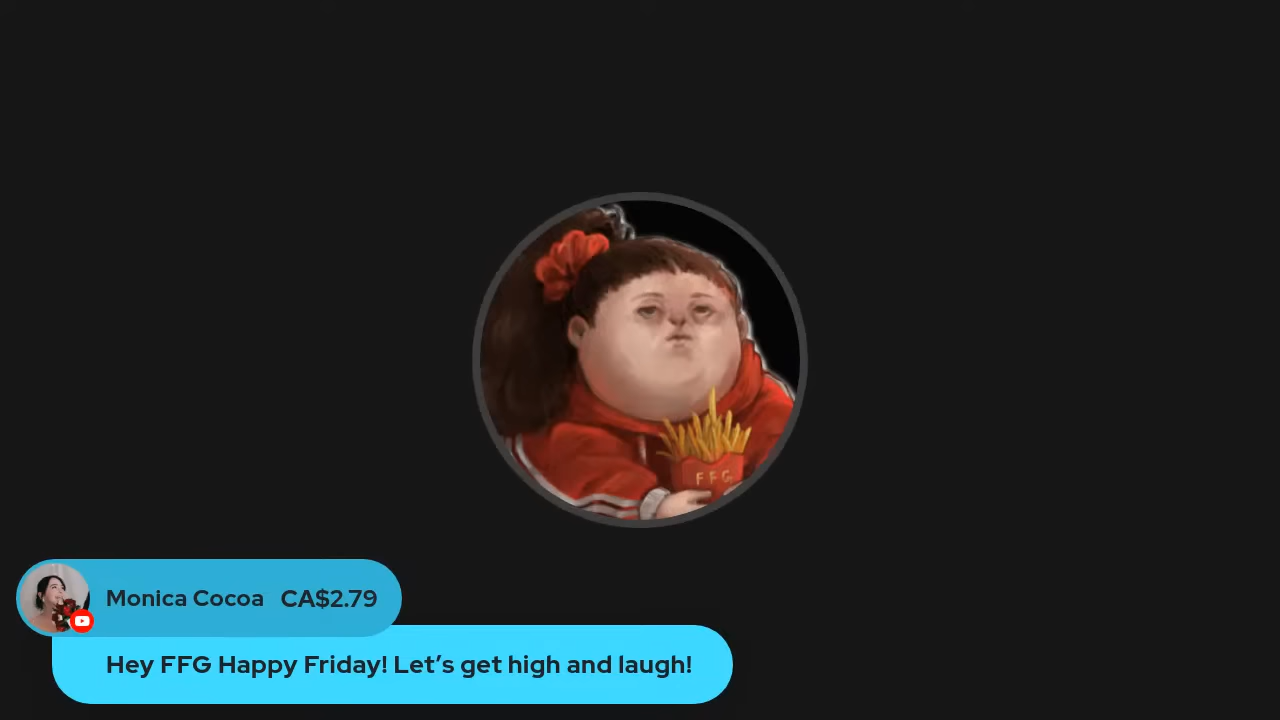 FFG
Monica Cocoa CA$2.79
Hey FFG Happy Friday! Let’s get high and laugh!